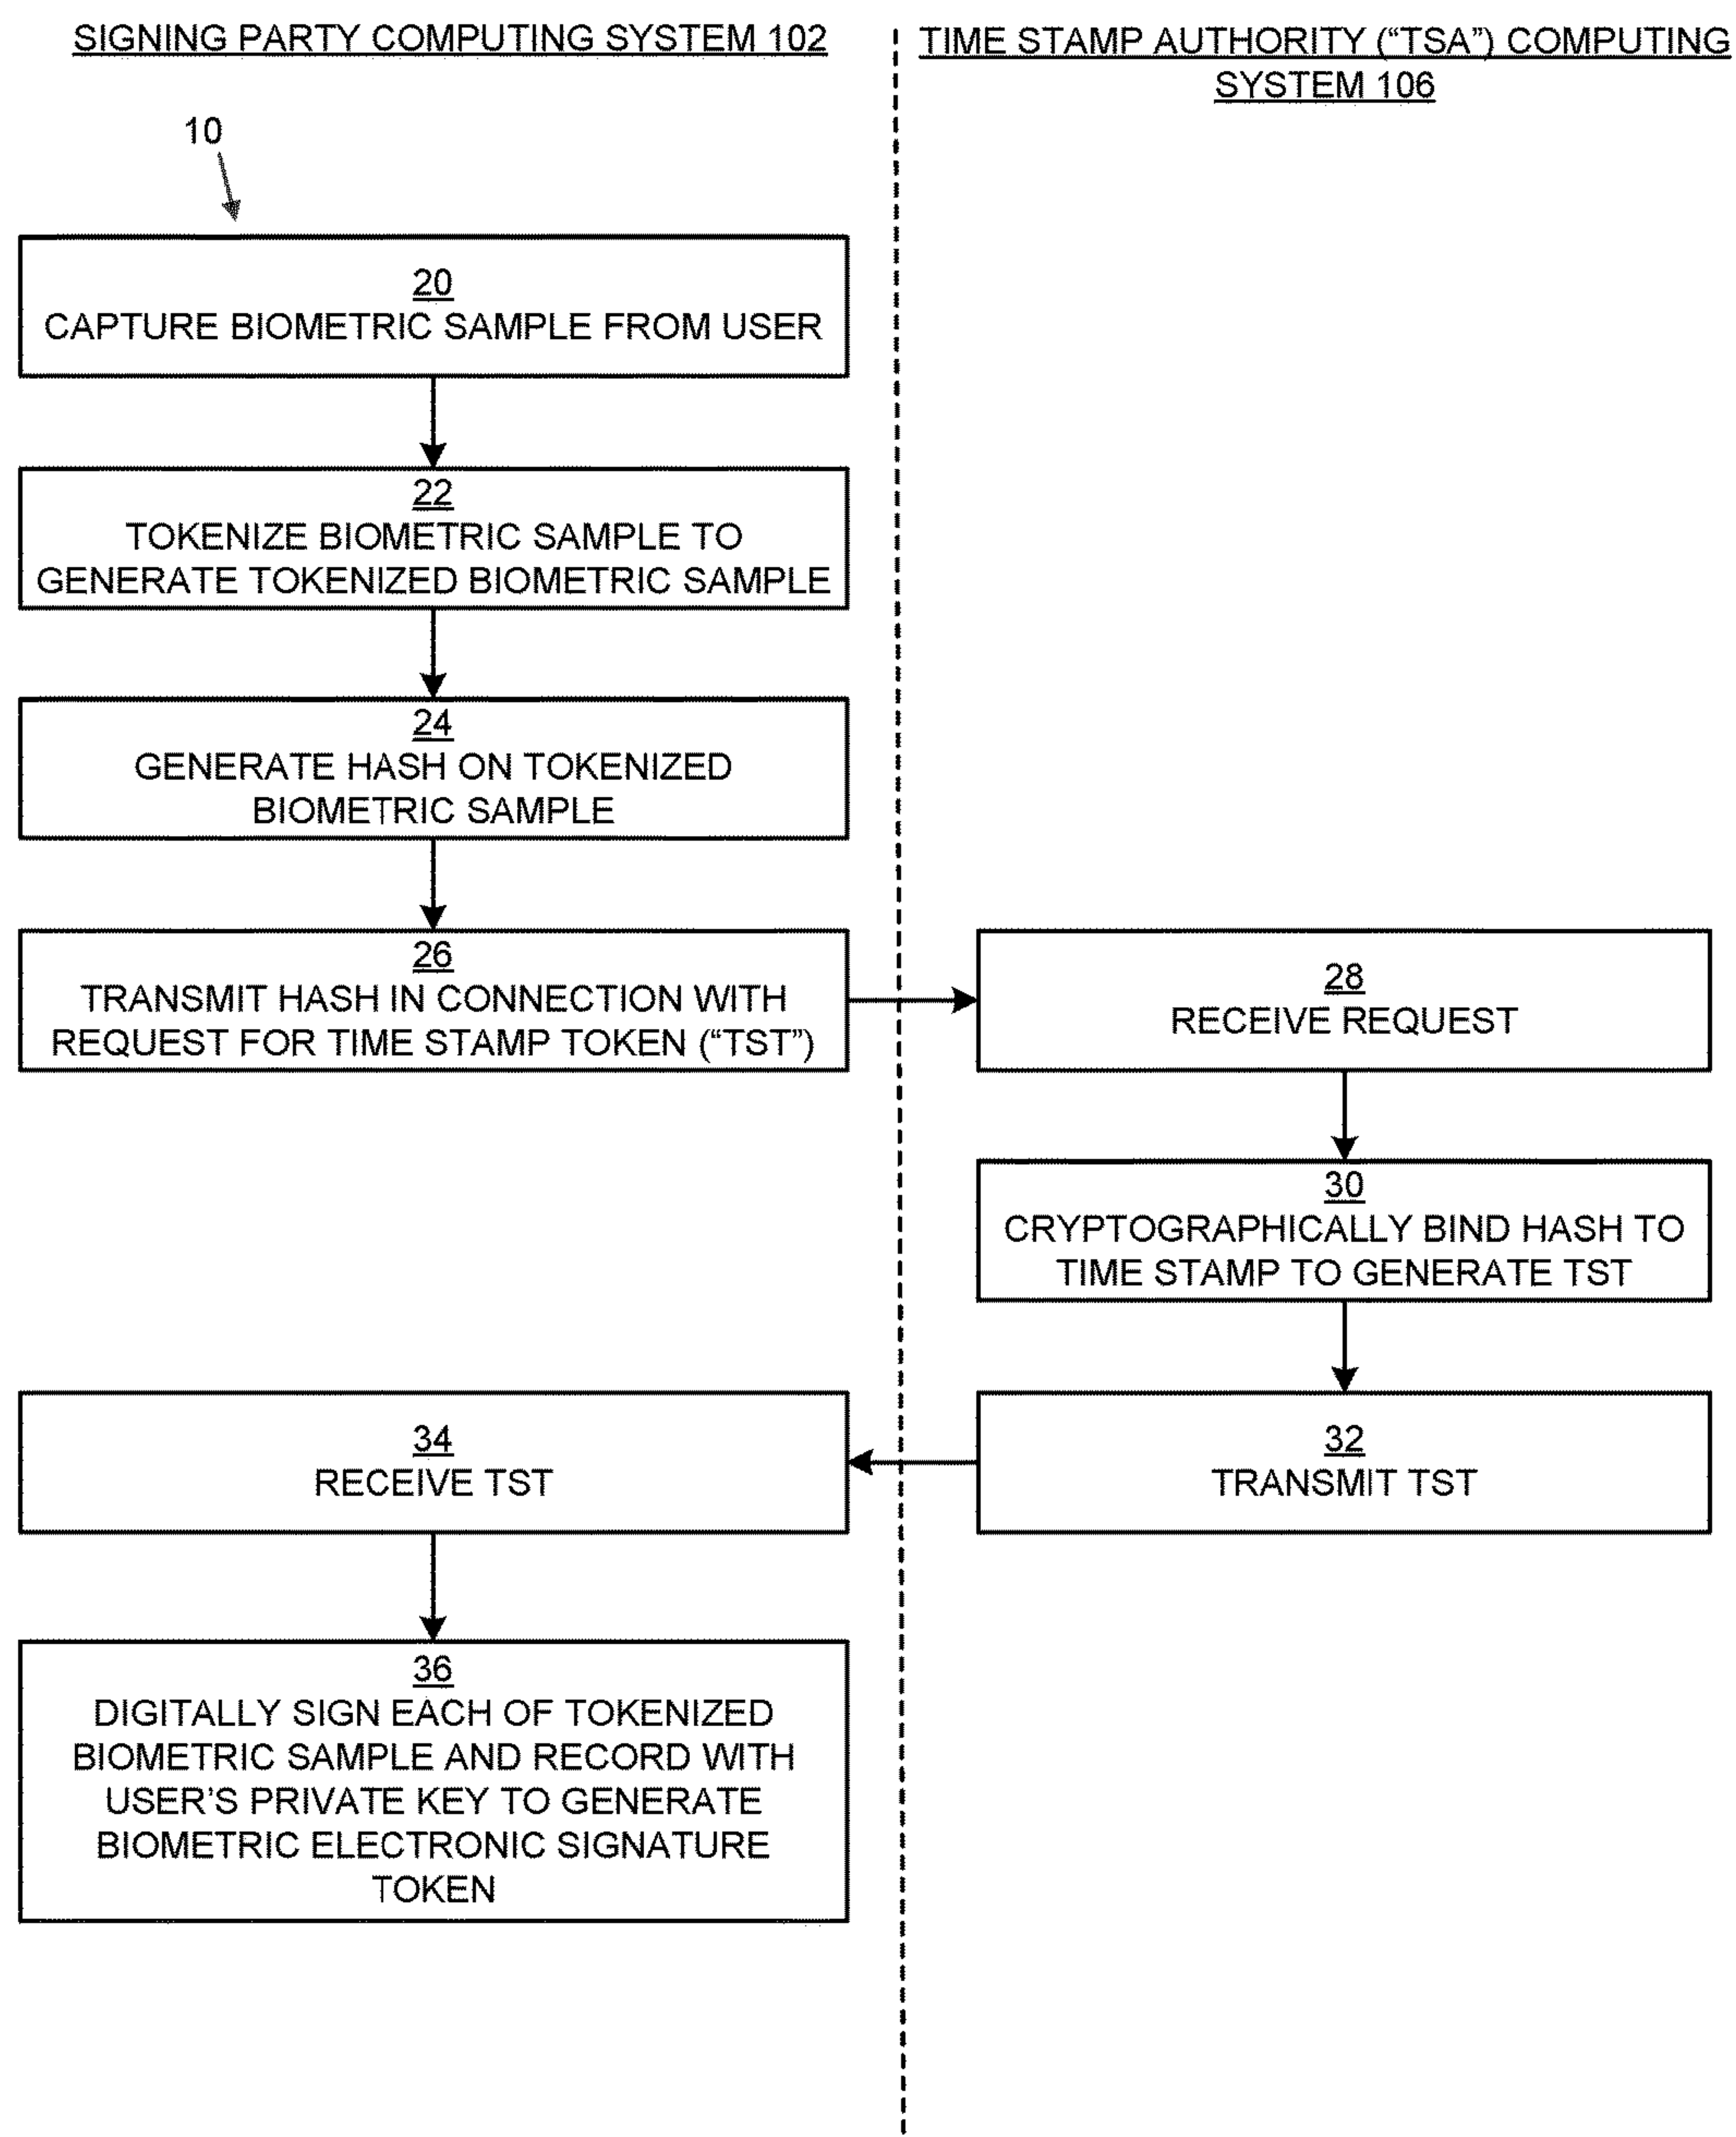 SIGNING PARTY COMPUTING SYSTEM 102
TIME STAMP AUTHORITY (“TSA”) COMPUTING
SYSTEM 106
10
20
CAPTURE BIOMETRIC SAMPLE FROM USER
22
TOKENIZE BIOMETRIC SAMPLE TO
GENERATE TOKENIZED BIOMETRIC SAMPLE
24
GENERATE HASH ON TOKENIZED
BIOMETRIC SAMPLE
26
TRANSMIT HASH IN CONNECTION WITH
REQUEST FOR TIME STAMP TOKEN (“TST”)
28
RECEIVE REQUEST
30
CRYPTOGRAPHICALLY BIND HASH TO
TIME STAMP TO GENERATE TST
32
TRANSMIT TST
34
RECEIVE TST
36
DIGITALLY SIGN EACH OF TOKENIZED
BIOMETRIC SAMPLE AND RECORD WITH
USER’S PRIVATE KEY TO GENERATE
BIOMETRIC ELECTRONIC SIGNATURE
TOKEN